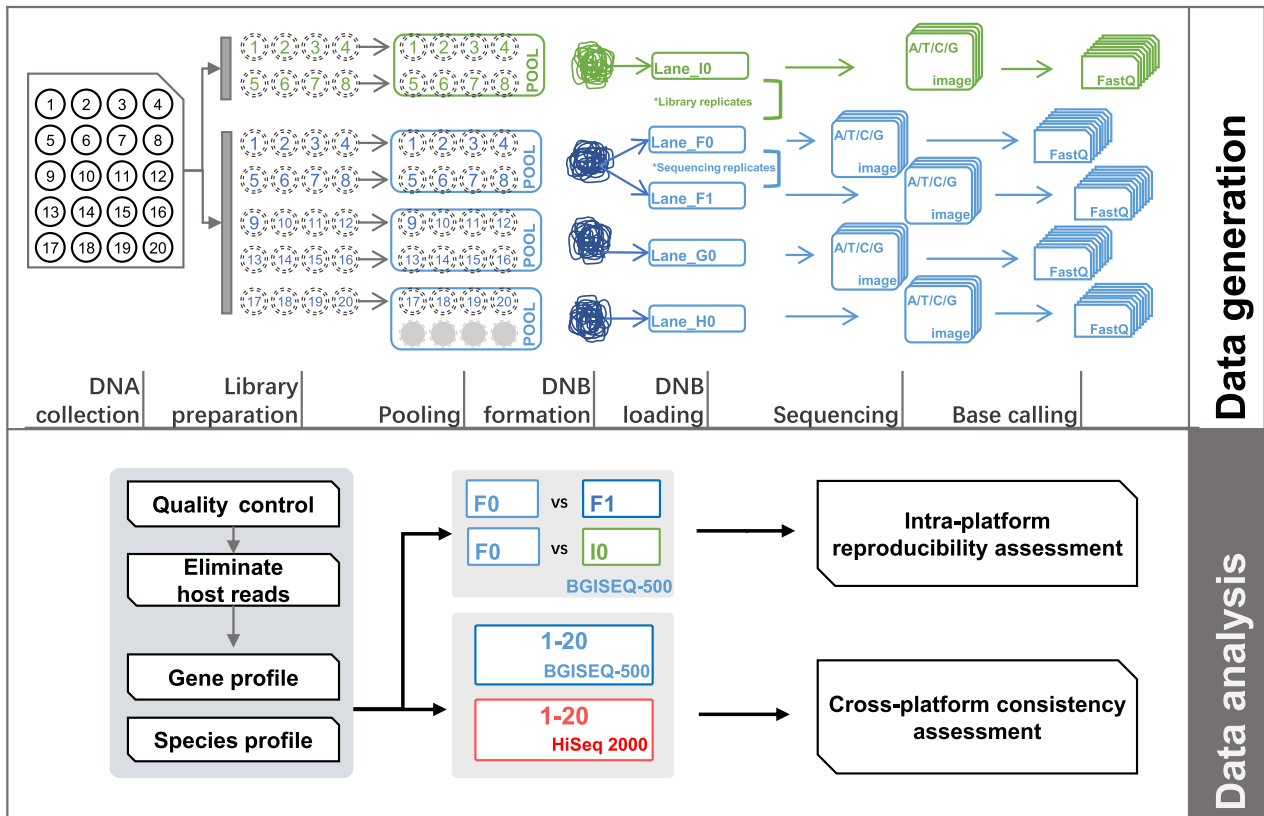 1 2 3 4
5 6 7 8
9 10 11 12
13 14 15 16
17 18 19 20
1 2 3 4
5 6 7 8
1 2 3 4
5 6 7 8
POOL
Lane_I0
A/T/C/G
image
FastQ
*Library replicates
1 2 3 4
5 6 7 8
1 2 3 4
5 6 7 8
POOL
Lane_F0
*Sequencing replicates
Lane_F1
A/T/C/G
image
FastQ
A/T/C/G
image
FastQ
9 10 11 12
13 14 15 16
9 10 11 12
13 14 15 16
POOL
Lane_G0
A/T/C/G
image
FastQ
17 18 19 20
17 18 19 20
POOL
Lane_H0
A/T/C/G
image
FastQ
DNA
collection
Library
preparation
Pooling
DNB
formation
DNB
loading
Sequencing
Base calling
Data generation
Quality control
Eliminate
host reads
Gene profile
Species profile
F0 vs F1
F0 vs I0
BGISEQ-500
1-20
BGISEQ-500
1-20
HiSeq 2000
Intra-platform
reproducibility assessment
Cross-platform consistency
assessment
Data analysis